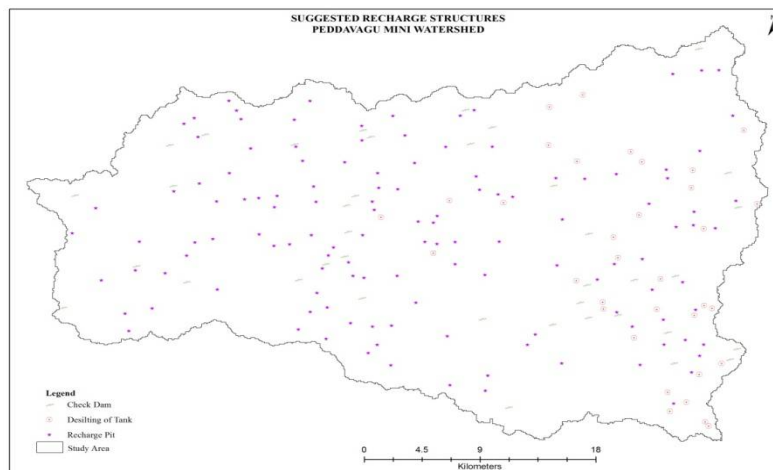 SUGGESTED RECHARGE STRUCTURES
PEDDAVAGU MINI WATERSHED
Legend
Check Dam
Desilting of Tank
Recharge Pit
Study Area
0 4.5 9 18
Kilometers